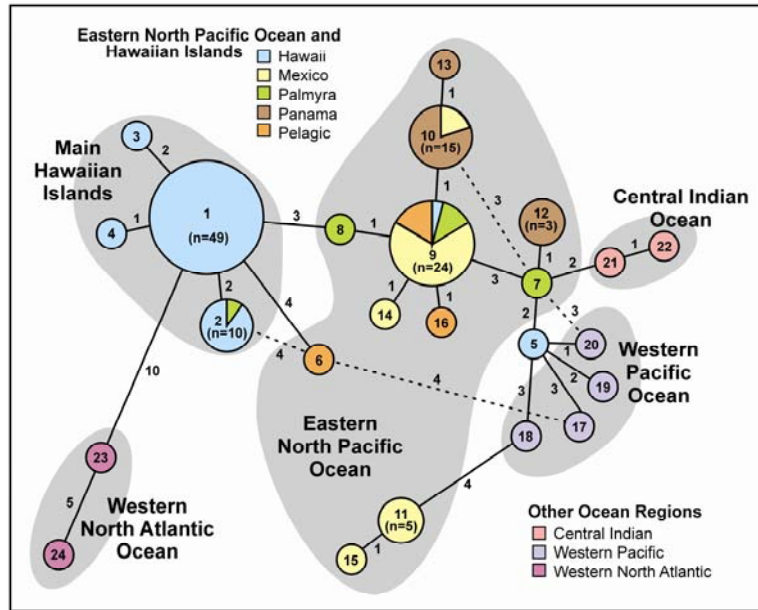 Eastern North Pacific Ocean and
Hawaiian Islands
Hawaii
Mexico
Palmyra
Panama
Pelagic
13
1
10
(n=15)
3
2
Main
Hawaiian
Islands
1
(n=49)
4
1
3
8
1
9
(n=24)
1
3
12
(n=3)
1
Central Indian
Ocean
1
22
21
2
7
3
2
2
2
(n=10)
4
1
14
1
16
3
2
5
1
20
2
19
Western
Pacific
Ocean
4
6
4
3
3
17
18
10
Eastern
North Pacific
Ocean
23
5
24
Western
North Atlantic
Ocean
4
11
(n=5)
1
15
Other Ocean Regions
Central Indian
Western Pacific
Western North Atlantic